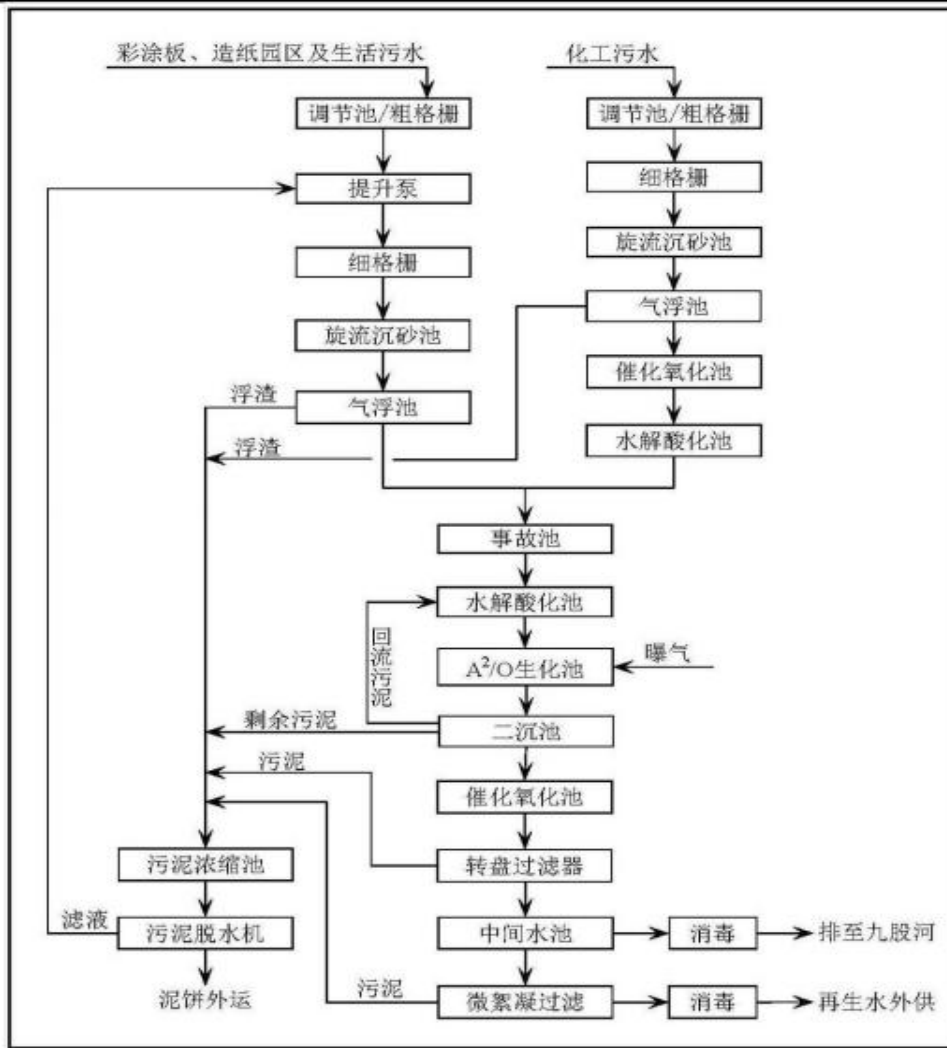 彩涂板、造纸园区及生活污水
化工污水
调节池/粗格栅
调节池/粗格栅
提升泵
细格栅
细格栅
旋流沉砂池
旋流沉砂池
气浮池
催化氧化池
浮渣
气浮池
水解酸化池
浮渣
事故池
水解酸化池
回流污泥
A²/O生化池
曝气
剩余污泥
二沉池
污泥
催化氧化池
污泥浓缩池
转盘过滤器
滤液
污泥脱水机
中间水池
消毒
排至九股河
泥饼外运
污泥
微絮凝过滤
消毒
再生水外供